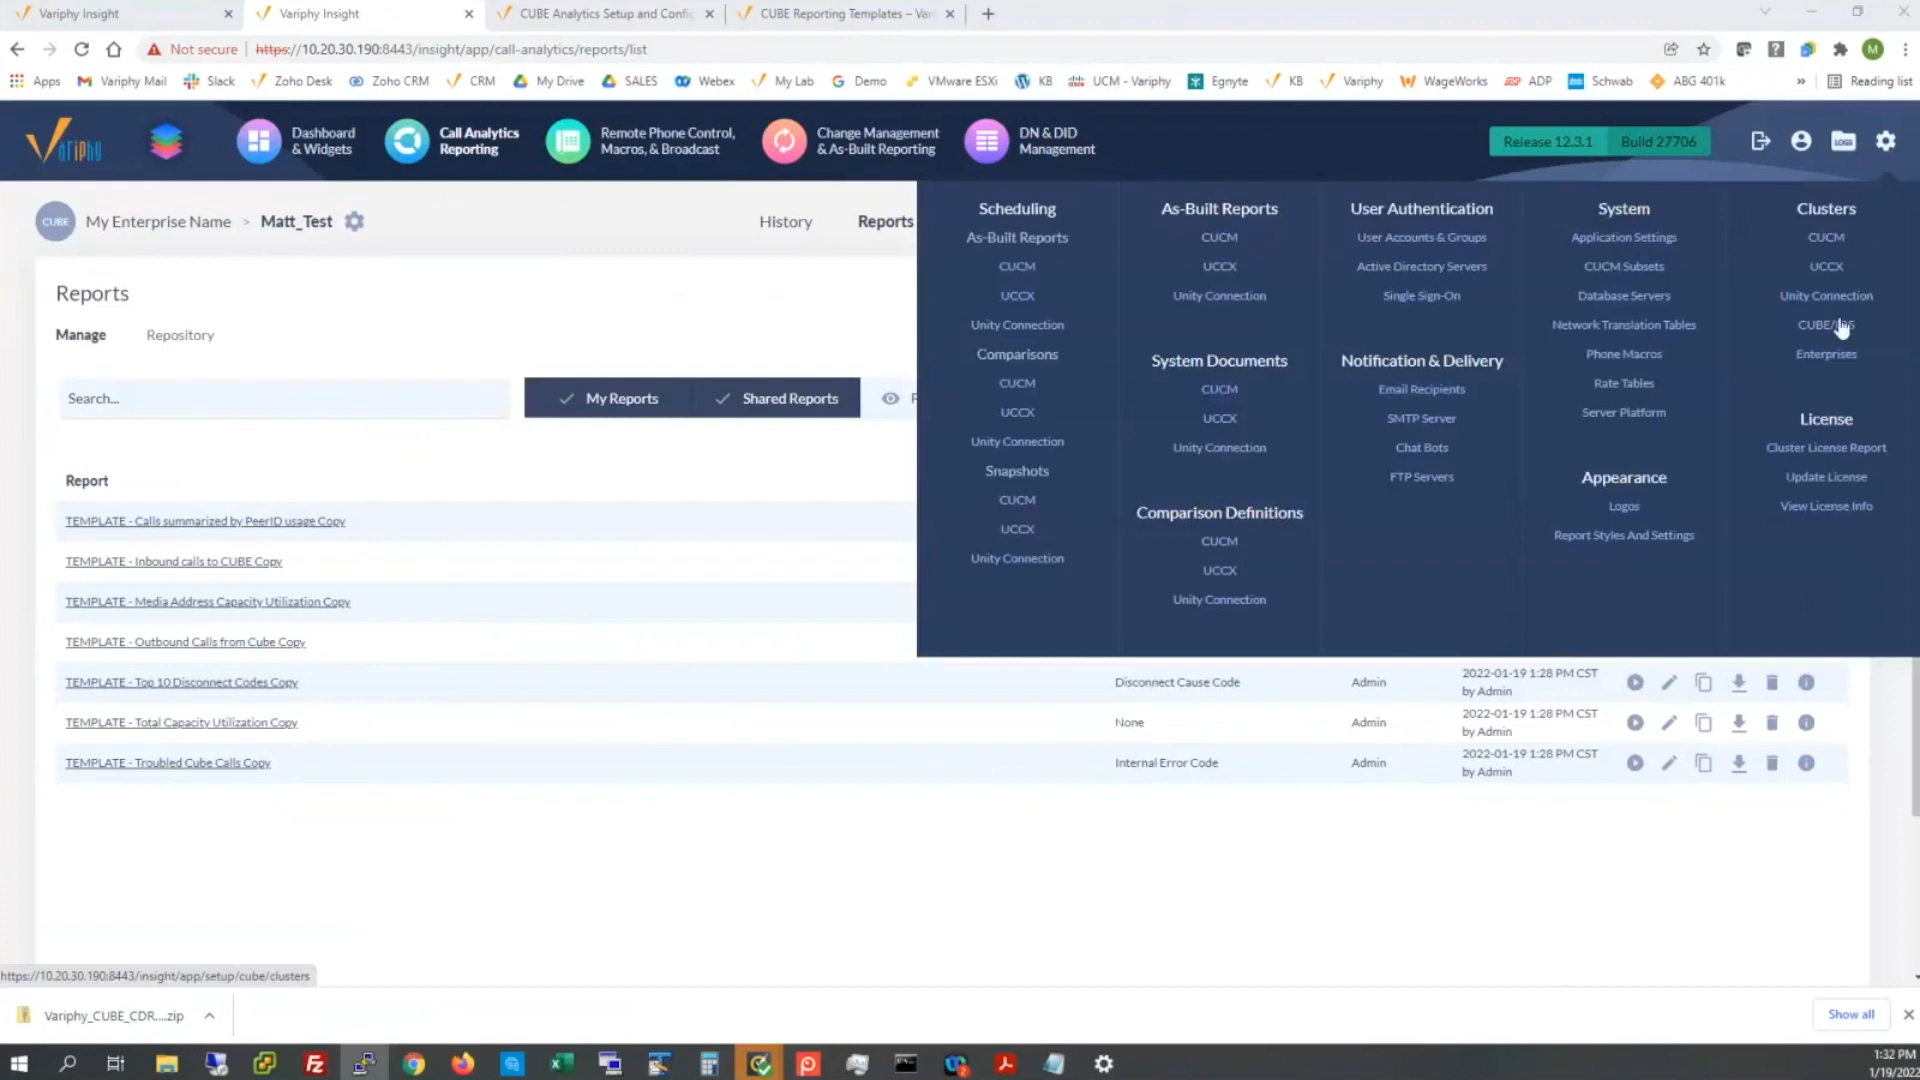 Variphy Insight
Variphy Insight
CUBE Analytics Setup and Config
CUBE Reporting Templates – Var
Not secure
https://10.20.30.190:8443/insight/app/call-analytics/reports/list
Apps
Variphy Mail
Slack
Zoho Desk
Zoho CRM
CRM
My Drive
SALES
Webex
My Lab
Demo
VMware ESXi
KB
UCM - Variphy
Egnyte
KB
Variphy
WageWorks
ADP
Schwab
ABG 401k
»
Reading list
Variphy
Dashboard
& Widgets
Call Analytics
Reporting
Remote Phone Control,
Macros, & Broadcast
Change Management
& As-Built Reporting
DN & DID
Management
Release 12.3.1
Build 27706
LOGS
CUBE
My Enterprise Name > Matt_Test
History
Reports
Reports
Manage
Repository
Search...
My Reports
Shared Reports
Report
TEMPLATE - Calls summarized by PeerID usage Copy
TEMPLATE - Inbound calls to CUBE Copy
TEMPLATE - Media Address Capacity Utilization Copy
TEMPLATE - Outbound Calls from Cube Copy
TEMPLATE - Top 10 Disconnect Codes Copy
Disconnect Cause Code
Admin
2022-01-19 1:28 PM CST
by Admin
TEMPLATE - Total Capacity Utilization Copy
None
Admin
2022-01-19 1:28 PM CST
by Admin
TEMPLATE - Troubled Cube Calls Copy
Internal Error Code
Admin
2022-01-19 1:28 PM CST
by Admin
Scheduling
As-Built Reports
CUCM
UCCX
Unity Connection
Comparisons
CUCM
UCCX
Unity Connection
Snapshots
CUCM
UCCX
Unity Connection
As-Built Reports
CUCM
UCCX
Unity Connection
System Documents
CUCM
UCCX
Unity Connection
Comparison Definitions
CUCM
UCCX
Unity Connection
User Authentication
User Accounts & Groups
Active Directory Servers
Single Sign-On
Notification & Delivery
Email Recipients
SMTP Server
Chat Bots
FTP Servers
System
Application Settings
CUCM Subsets
Database Servers
Network Translation Tables
Phone Macros
Rate Tables
Server Platform
Appearance
Logos
Report Styles And Settings
Clusters
CUCM
UCCX
Unity Connection
Enterprises
License
Cluster License Report
Update License
View License Info
https://10.20.30.190:8443/insight/app/setup/cube/clusters
Variphy_CUBE_CDR....zip
Show all
1:32 PM
1/19/2022